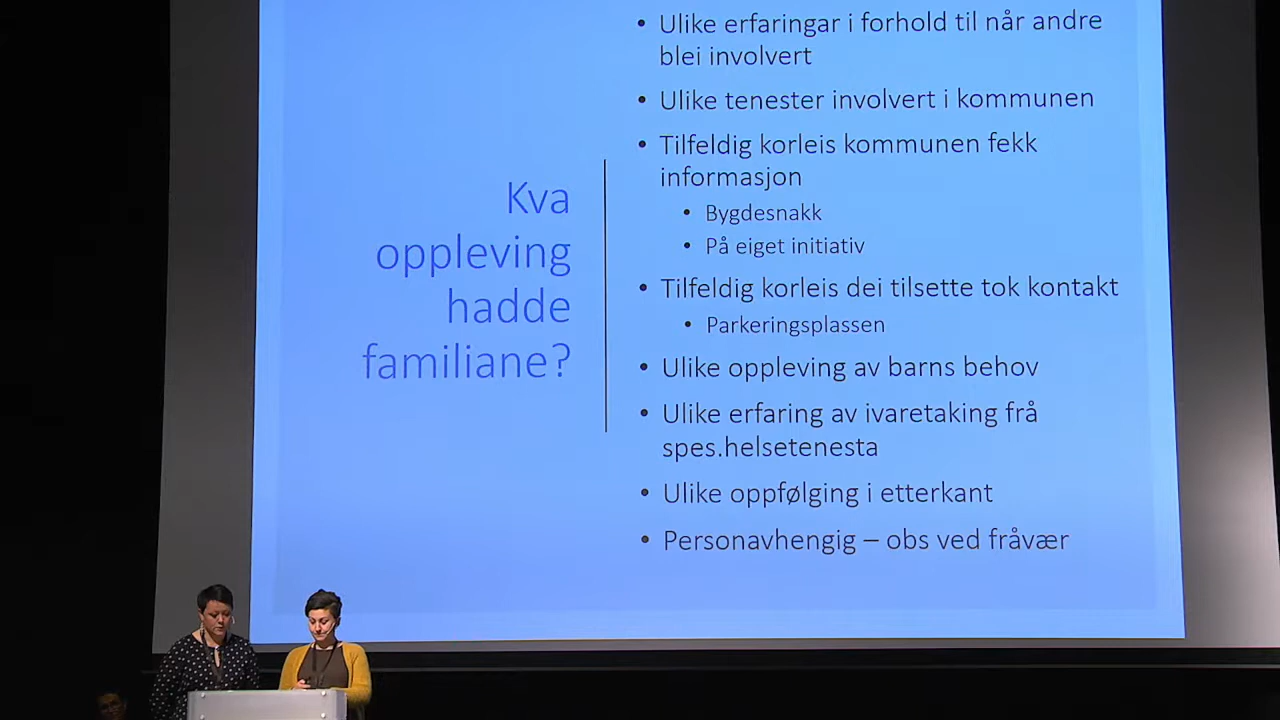 Kva
oppleving
hadde
familiane?
• Ulike erfaringar i forhold til når andre
blei involvert
• Ulike tenester involvert i kommunen
• Tilfeldig korleis kommunen fekk
informasjon
• Bygdesnakk
• På eiget initiativ
• Tilfeldig korleis dei tilsette tok kontakt
• Parkeringsplassen
• Ulike oppleving av barns behov
• Ulike erfaring av ivaretaking frå
spes.helsetenesta
• Ulike oppfølging i etterkant
• Personavhengig – obs ved fråvær